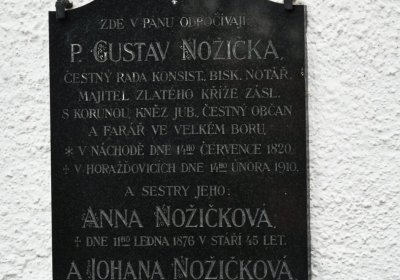 ZDE V PÁNU ODPOČÍVAJÍ:
P. GUSTAV NOŽIČKA,
ČESTNÝ RADA KONSIST., BISK. NOTÁŘ,
MAJITEL ZLATÉHO KŘÍŽE ZÁSL.
S KORUNOU, KNĚZ JUB., ČESTNÝ OBČAN
A FARÁŘ VE VELKÉM BORU,
* V NÁCHODĚ DNE 14HO ČERVENCE 1820,
† V HORAŽĎOVICÍCH DNE 14HO ÚNORA 1910.
A SESTRY JEHO:
ANNA NOŽIČKOVÁ,
† DNE 11HO LEDNA 1876 V STÁŘÍ 45 LET.
A JOHANA NOŽIČKOVÁ